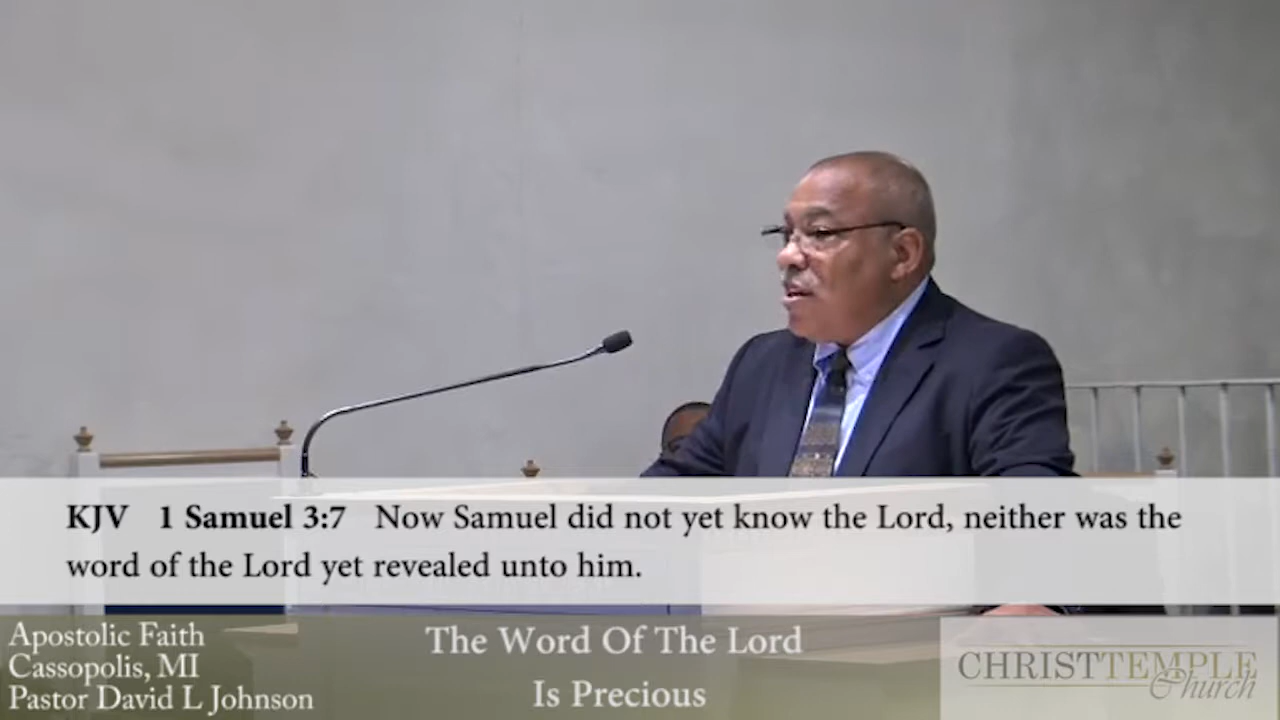 KJV 1 Samuel 3:7 Now Samuel did not yet know the Lord, neither was the
word of the Lord yet revealed unto him.
Apostolic Faith
Cassopolis, MI
Pastor David L Johnson
The Word Of The Lord
Is Precious
CHRISTTEMPLE
Church